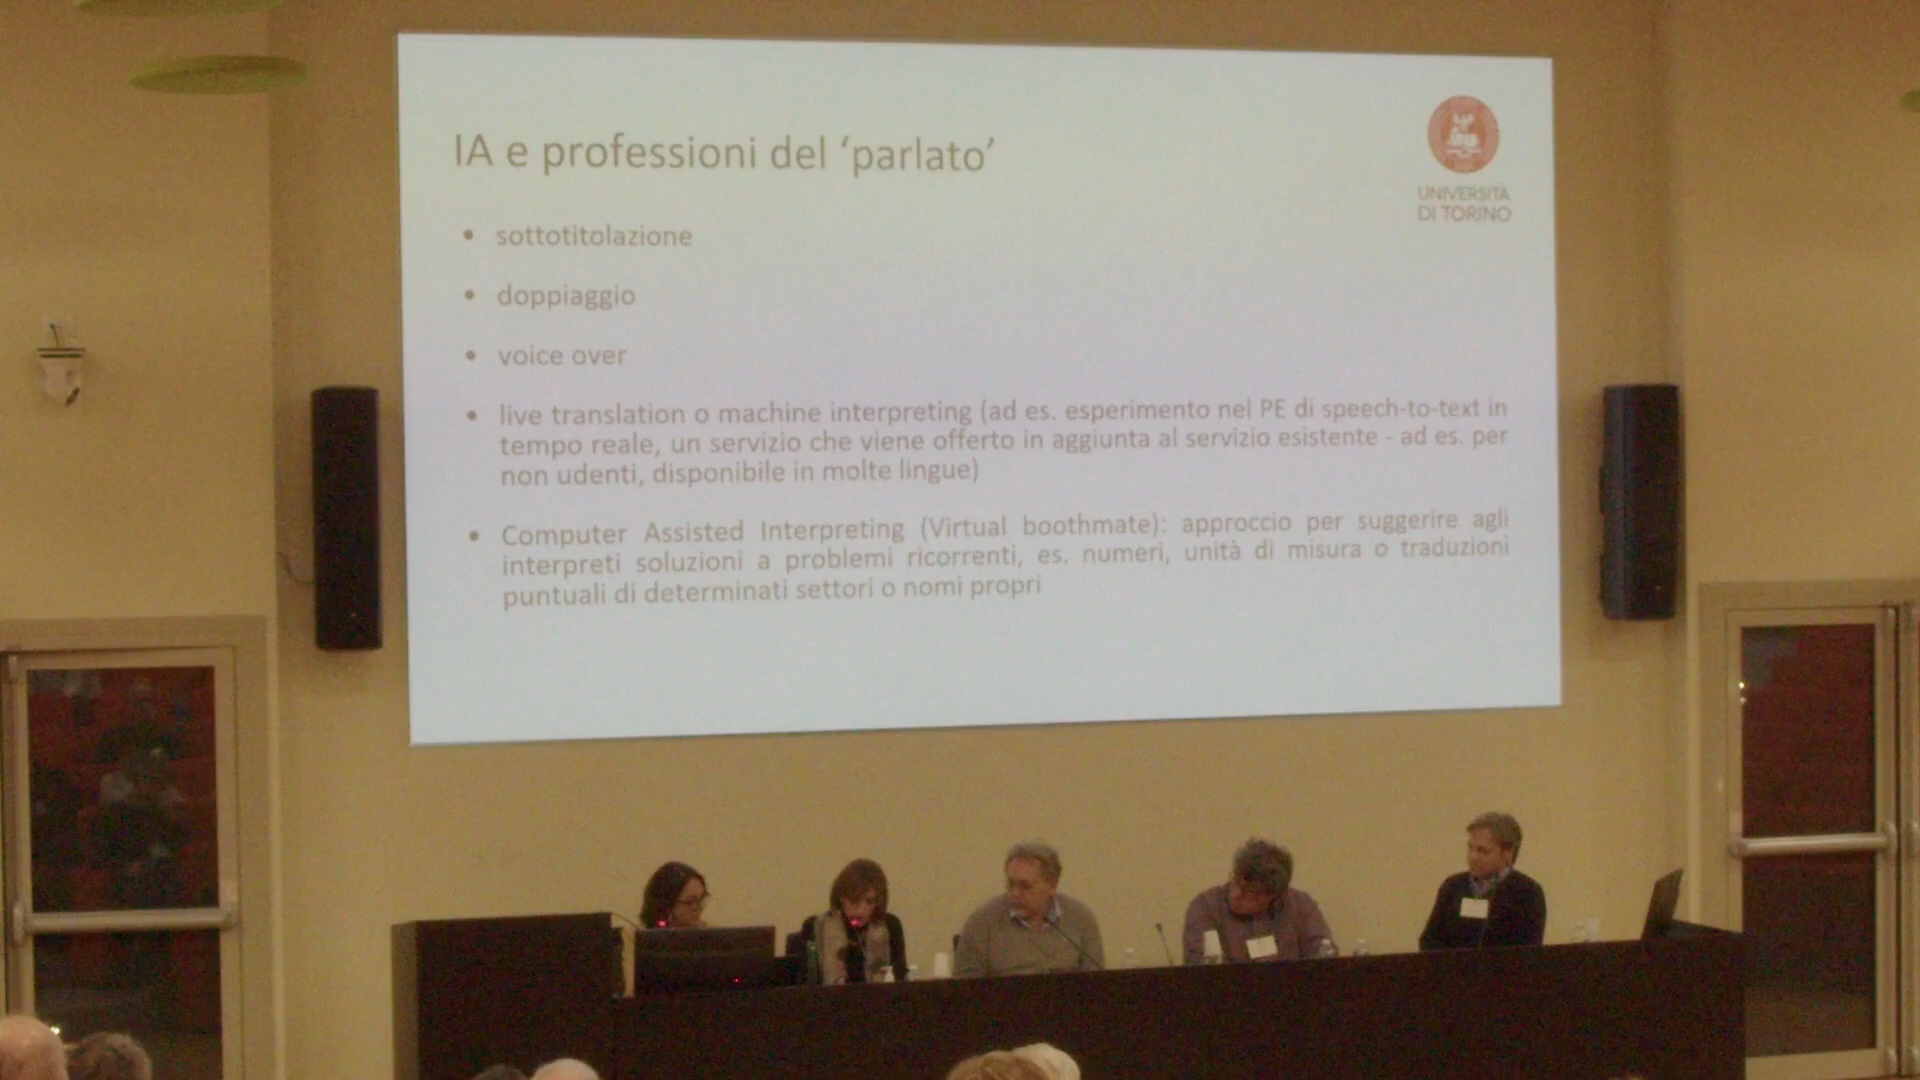 IA e professioni del ‘parlato’
UNIVERSITÀ
DI TORINO
• sottotitolazione
• doppiaggio
• voice over
• live translation o machine interpreting (ad es. esperimento nel PE di speech-to-text in
tempo reale, un servizio che viene offerto in aggiunta al servizio esistente - ad es. per
non udenti, disponibile in molte lingue)
• Computer Assisted Interpreting (Virtual boothmate): approccio per suggerire agli
interpreti soluzioni a problemi ricorrenti, es. numeri, unità di misura o traduzioni
puntuali di determinati settori o nomi propri